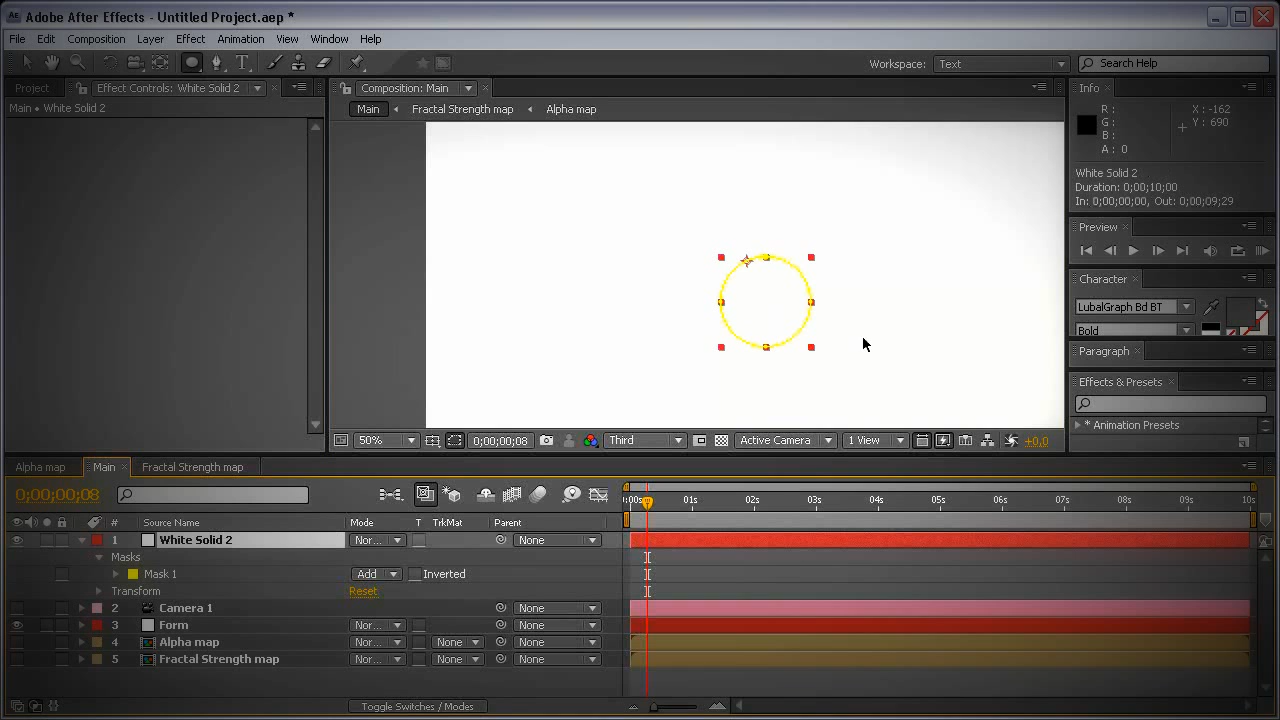 Adobe After Effects - Untitled Project.aep *
File Edit Composition Layer Effect Animation View Window Help
Workspace: Text Search Help
Project Effect Controls: White Solid 2 Composition: Main Info
Main • White Solid 2
Main Fractal Strength map Alpha map
R :
G :
B :
A : 0
X : -162
Y : 690
White Solid 2
Duration: 0;00;10;00
In: 0;00;00;00, Out: 0;00;09;29
Preview
Character
LubalGraph Bd BT
Bold
Paragraph
Effects & Presets
* Animation Presets
50% 0;00;00;08 Third Active Camera 1 View +0,0
Alpha map Main Fractal Strength map
0;00;00;08
:00s 01s 02s 03s 04s 05s 06s 07s 08s 09s 10s
# Source Name Mode T TrkMat Parent
1 White Solid 2 Nor... None
Masks
Mask 1 Add Inverted
Transform Reset
2 Camera 1 None
3 Form Nor... None
4 Alpha map Nor... None None
5 Fractal Strength map Nor... None None
Toggle Switches / Modes